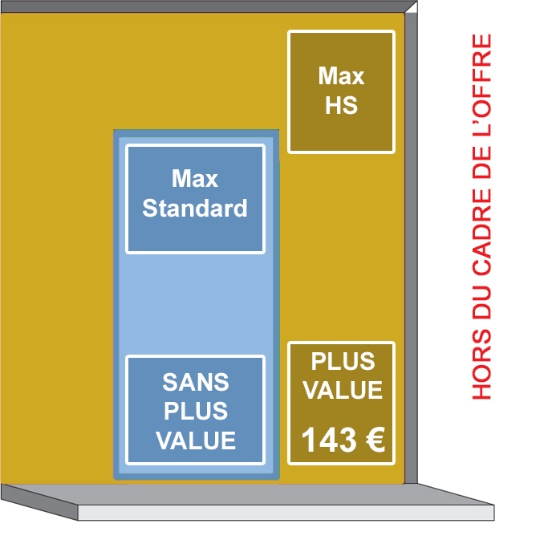 Max
HS
Max
Standard
SANS
PLUS
VALUE
PLUS
VALUE
143 €
HORS DU CADRE DE L'OFFRE